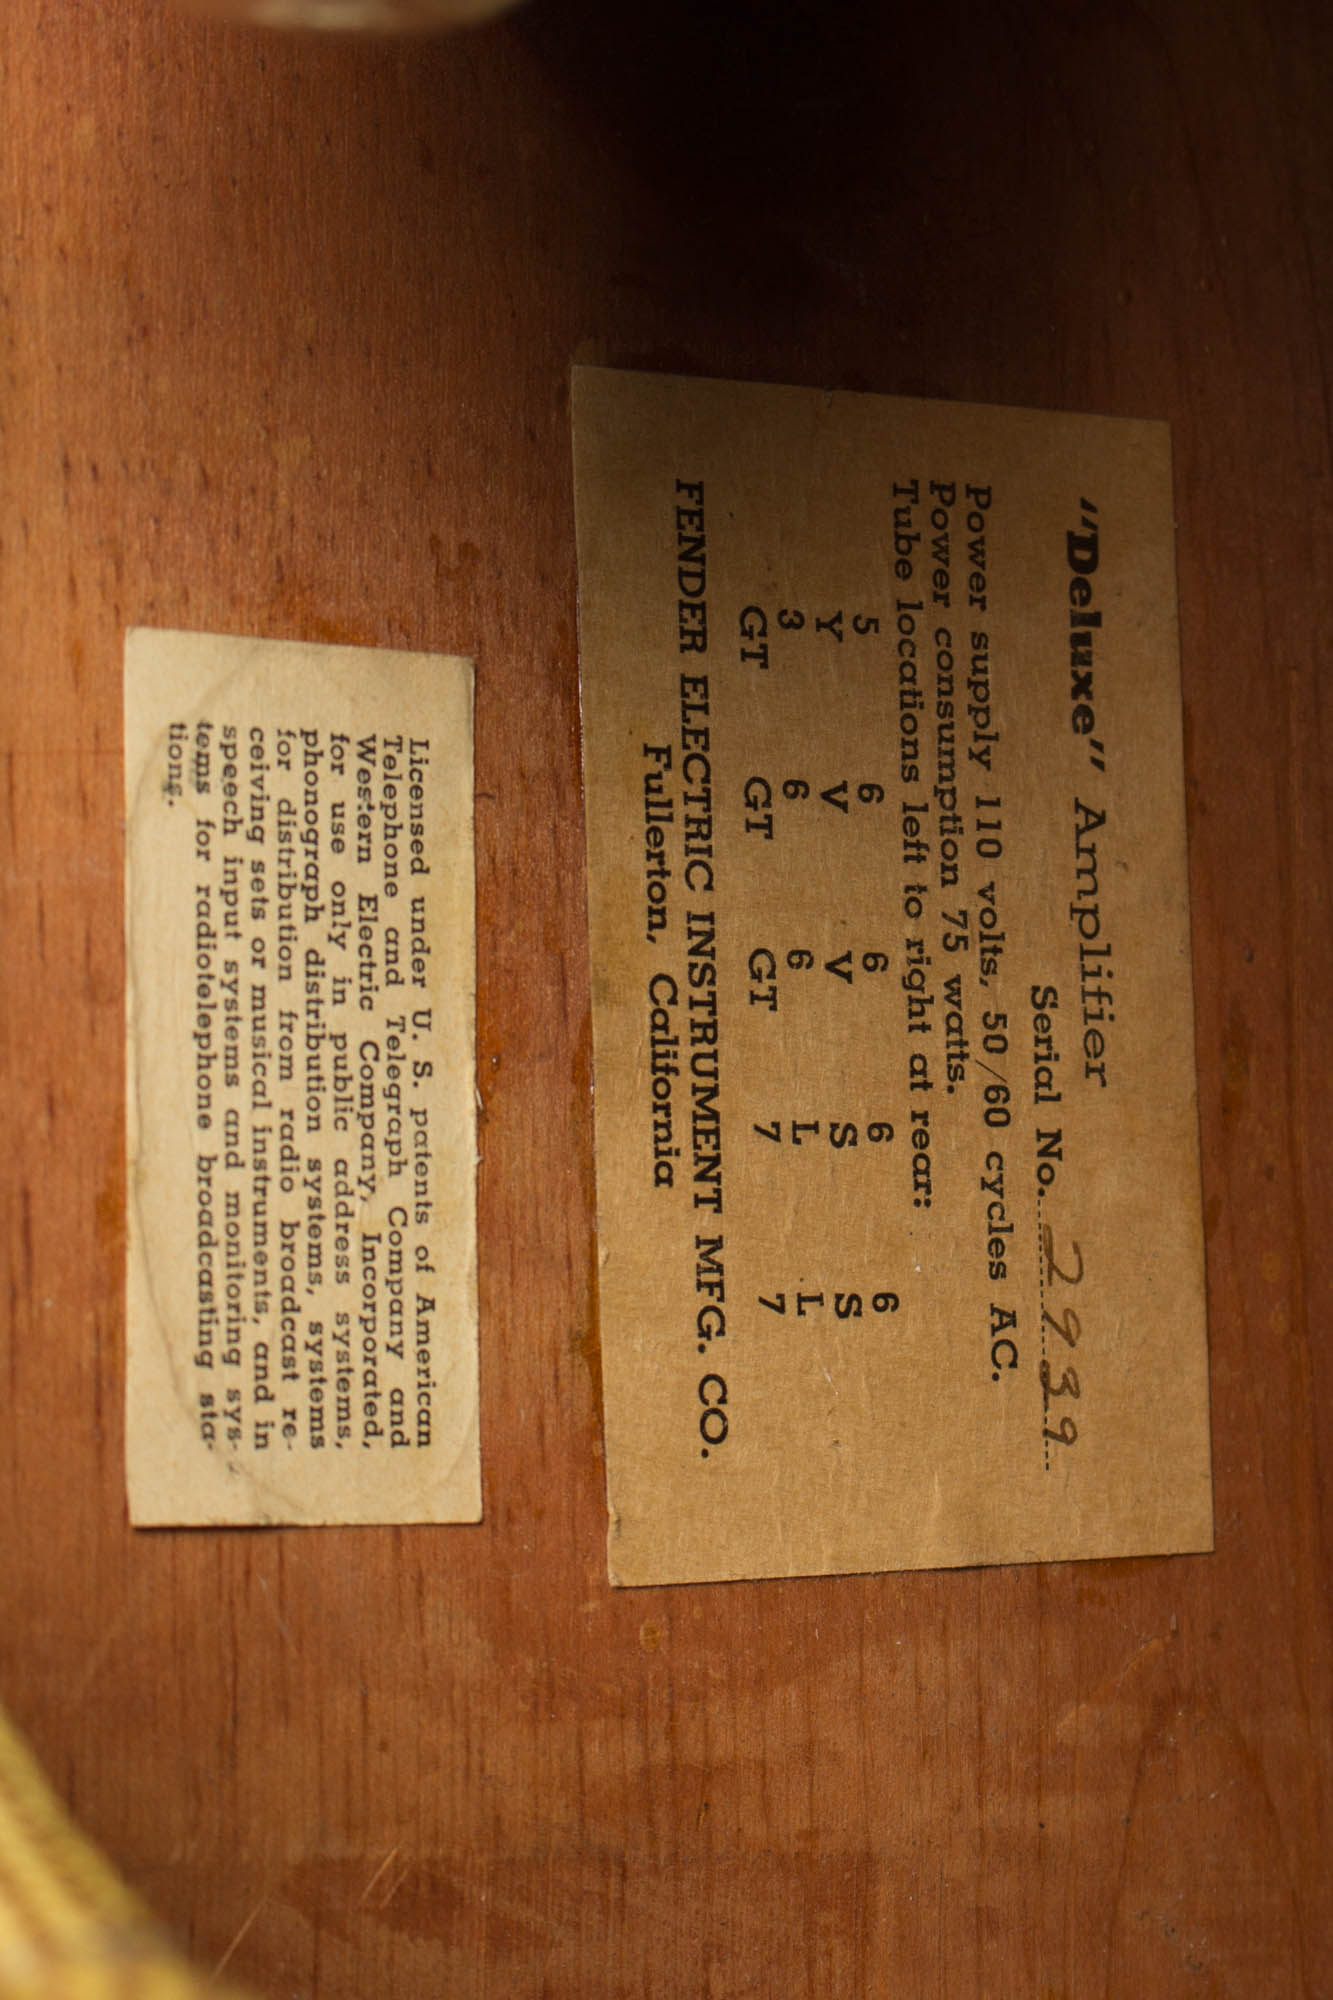 "Deluxe" Amplifier
Serial No. 2939
Power supply 110 volts, 50/60 cycles AC.
Power consumption 75 watts.
Tube locations left to right at rear:
5 6 6 6 6
Y V V S S
3 6 6 L L
GT GT GT 7 7
FENDER ELECTRIC INSTRUMENT MFG. CO.
Fullerton, California
Licensed under U. S. patents of American
Telephone and Telegraph Company and
Western Electric Company, Incorporated,
for use only in public address systems,
phonograph distribution systems, systems
for distribution from radio broadcast re-
ceiving sets or musical instruments, and in
speech input systems and monitoring sys-
tems for radiotelephone broadcasting sta-
tions.